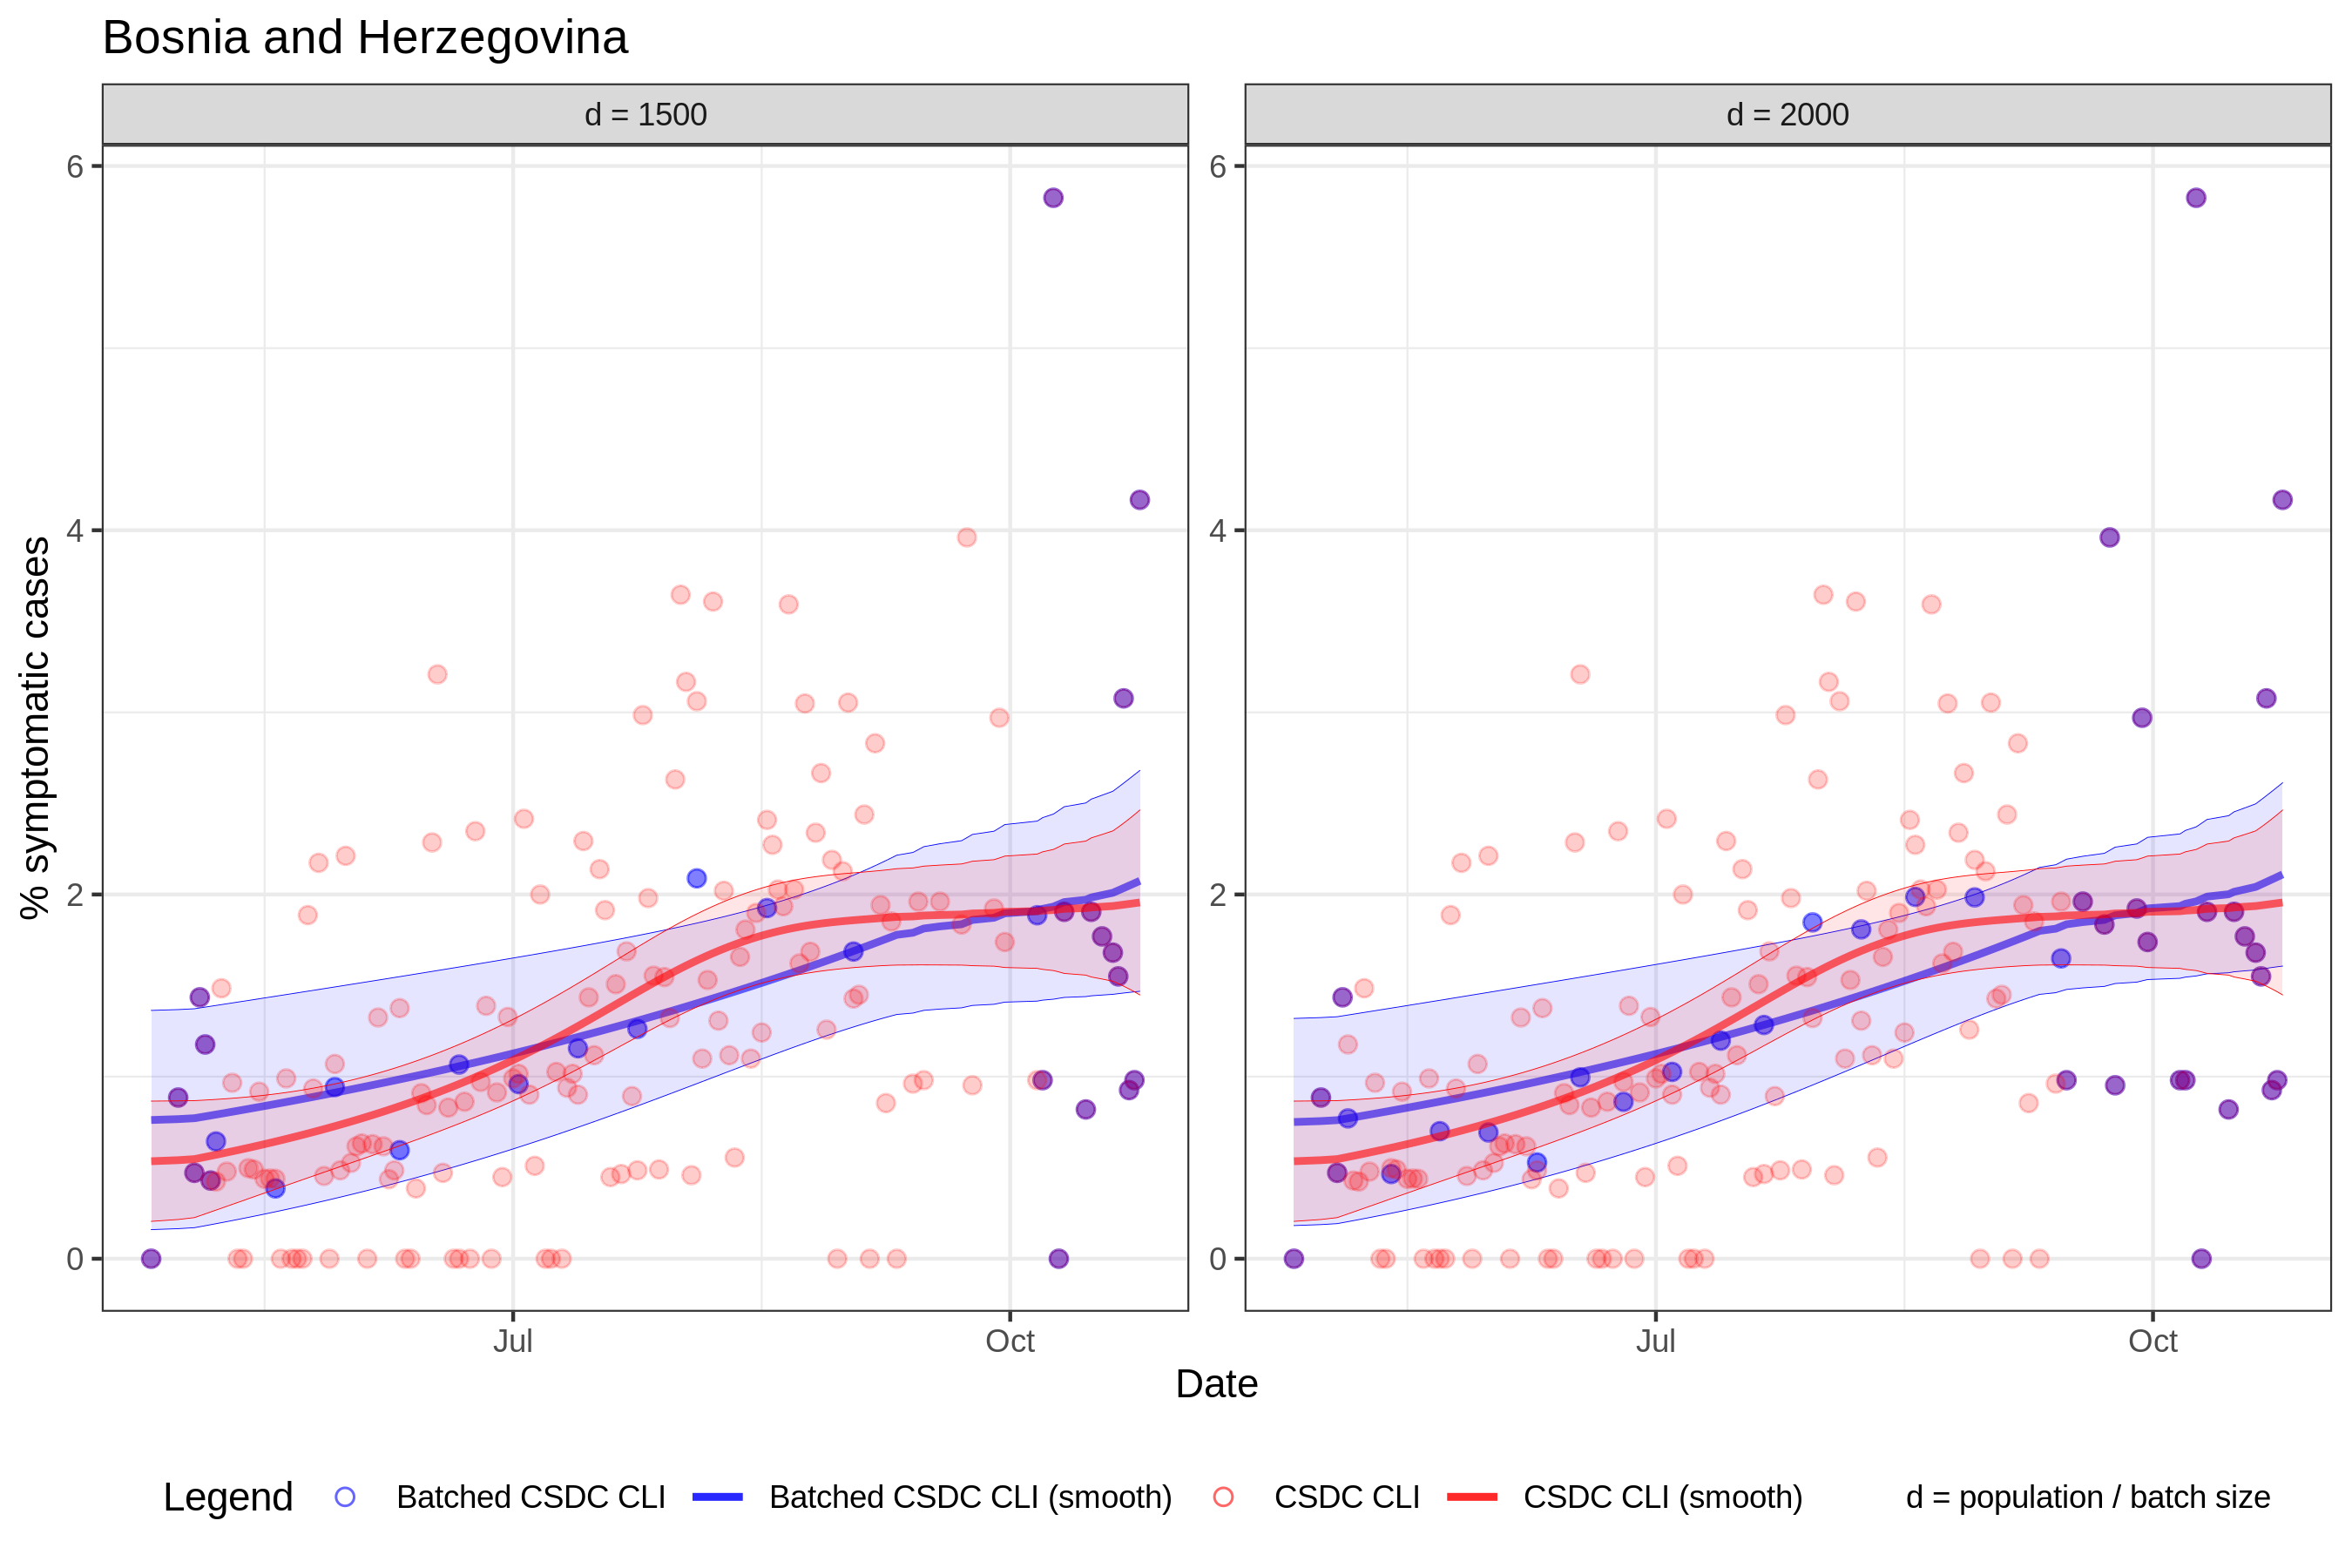 Bosnia and Herzegovina
d = 1500
d = 2000
% symptomatic cases
6
4
2
0
6
4
2
0
Jul
Oct
Jul
Oct
Date
Legend
Batched CSDC CLI
Batched CSDC CLI (smooth)
CSDC CLI
CSDC CLI (smooth)
d = population / batch size